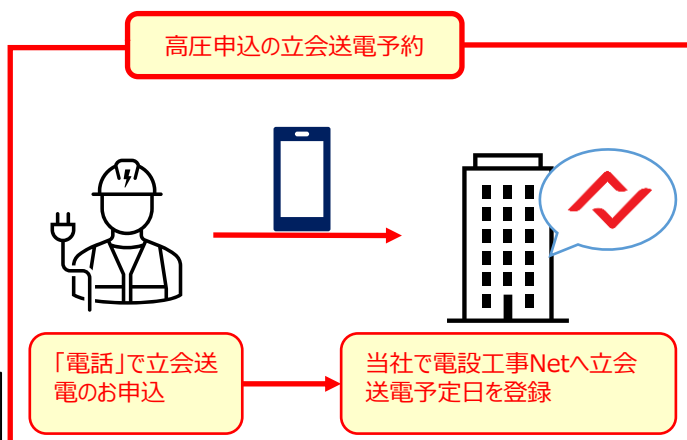 高圧申込の立会送電予約
「電話」で立会送
電のお申込
当社で電設工事Netへ立会
送電予定日を登録